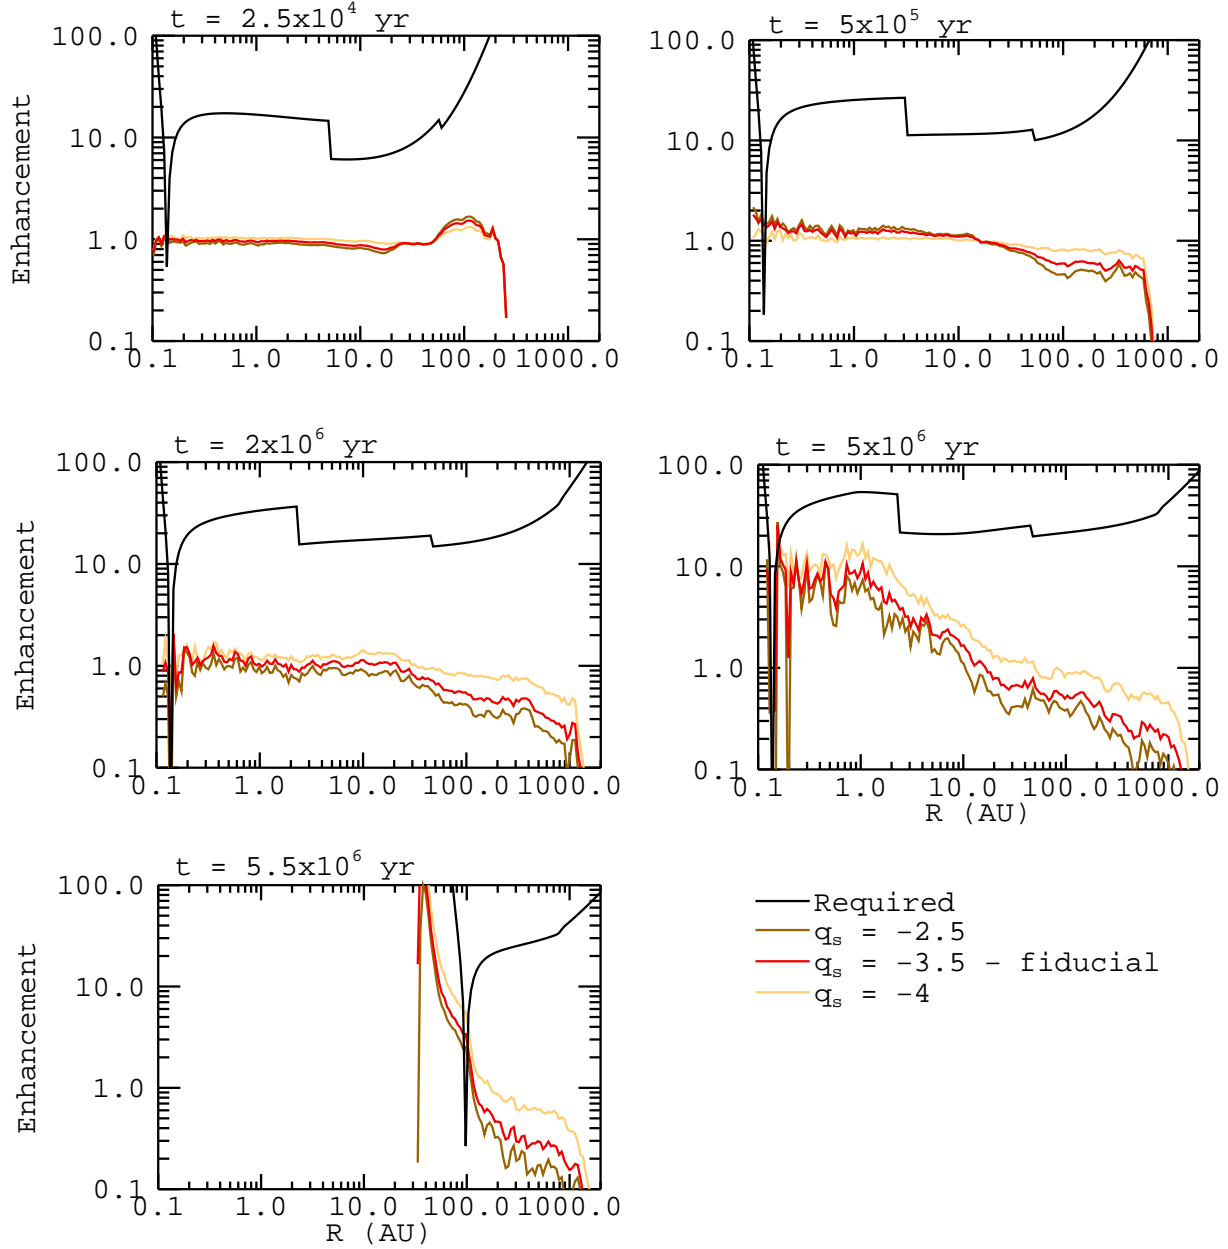 t = 2.5x10⁴ yr
t = 5x10⁵ yr
100.0
10.0
1.0
0.1
Enhancement
0.1 1.0 10.0 100.0 1000.0
100.0
10.0
1.0
0.1
0.1 1.0 10.0 100.0 1000.0
t = 2x10⁶ yr
t = 5x10⁶ yr
100.0
10.0
1.0
0.1
Enhancement
0.1 1.0 10.0 100.0 1000.0
100.0
10.0
1.0
0.1
0.1 1.0 10.0 100.0 1000.0
R (AU)
t = 5.5x10⁶ yr
100.0
10.0
1.0
0.1
Enhancement
0.1 1.0 10.0 100.0 1000.0
R (AU)
Required
qₛ = -2.5
qₛ = -3.5 - fiducial
qₛ = -4